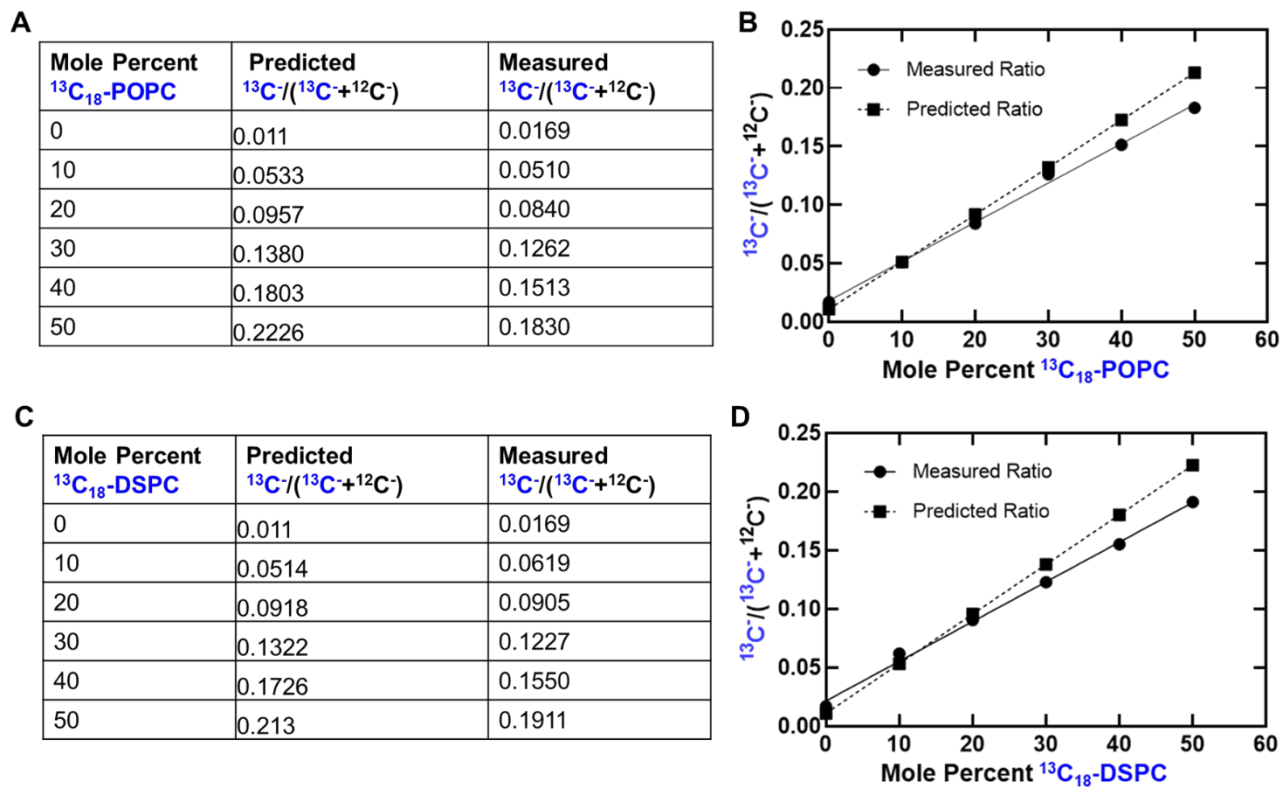 A
Mole Percent ¹³C₁₈-POPC
Predicted ¹³C⁻/(¹³C⁻+¹²C⁻)
Measured ¹³C⁻/(¹³C⁻+¹²C⁻)
0 0.011 0.0169
10 0.0533 0.0510
20 0.0957 0.0840
30 0.1380 0.1262
40 0.1803 0.1513
50 0.2226 0.1830
B
Measured Ratio
Predicted Ratio
¹³C⁻/(¹³C⁻+¹²C⁻)
0.25
0.20
0.15
0.10
0.05
0.00
0 10 20 30 40 50 60
Mole Percent ¹³C₁₈-POPC
C
Mole Percent ¹³C₁₈-DSPC
Predicted ¹³C⁻/(¹³C⁻+¹²C⁻)
Measured ¹³C⁻/(¹³C⁻+¹²C⁻)
0 0.011 0.0169
10 0.0514 0.0619
20 0.0918 0.0905
30 0.1322 0.1227
40 0.1726 0.1550
50 0.213 0.1911
D
Measured Ratio
Predicted Ratio
¹³C⁻/(¹³C⁻+¹²C⁻)
0.25
0.20
0.15
0.10
0.05
0.00
0 10 20 30 40 50 60
Mole Percent ¹³C₁₈-DSPC